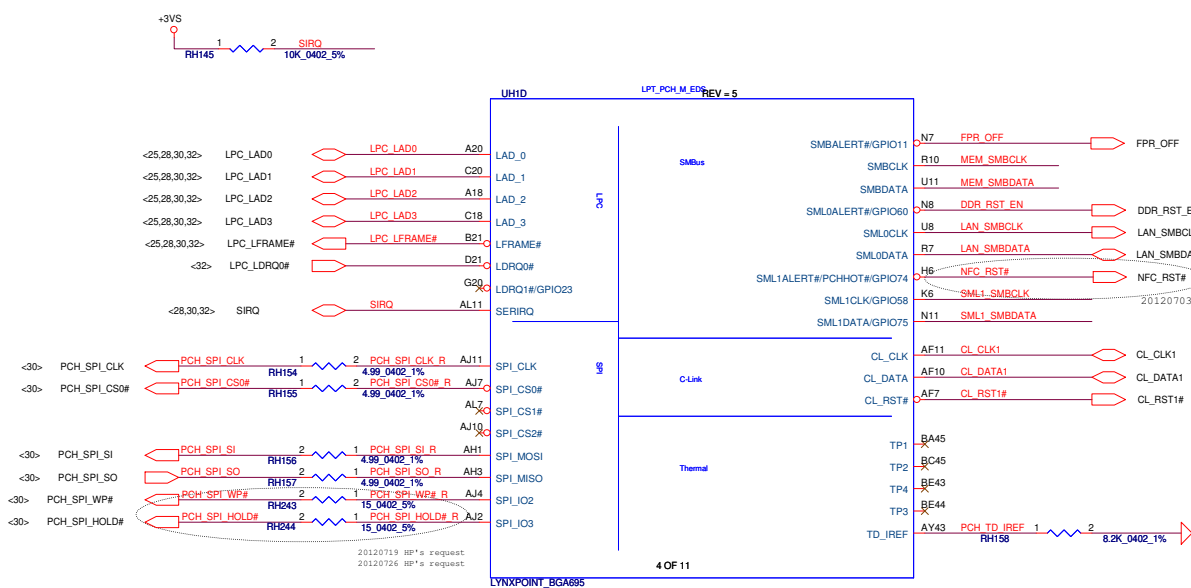 +3VS
1 2 SIRQ
RH145 10K_0402_5%
UH1D LPT_PCH_M_EDS REV = 5
SMBus
LPC
<25,28,30,32> LPC_LAD0 LPC_LAD0 A20 LAD_0
<25,28,30,32> LPC_LAD1 LPC_LAD1 C20 LAD_1
<25,28,30,32> LPC_LAD2 LPC_LAD2 A18 LAD_2
<25,28,30,32> LPC_LAD3 LPC_LAD3 C18 LAD_3
<25,28,30,32> LPC_LFRAME# LPC_LFRAME# B21 LFRAME#
<32> LPC_LDRQ0# D21 LDRQ0#
G20 LDRQ1#/GPIO23
<28,30,32> SIRQ SIRQ AL11 SERIRQ
SMBALERT#/GPIO11 N7 FPR_OFF FPR_OFF
SMBCLK R10 MEM_SMBCLK
SMBDATA U11 MEM_SMBDATA
SML0ALERT#/GPIO60 N8 DDR_RST_EN DDR_RST_E
SML0CLK U8 LAN_SMBCLK LAN_SMBCL
SML0DATA R7 LAN_SMBDATA LAN_SMBDA
SML1ALERT#/PCHHOT#/GPIO74 H6 NFC_RST# NFC_RST#
SML1CLK/GPIO58 K6 SML1_SMBCLK 20120703
SML1DATA/GPIO75 N11 SML1_SMBDATA
SPI
C-Link
<30> PCH_SPI_CLK PCH_SPI_CLK 1 2 PCH_SPI_CLK_R AJ11 SPI_CLK
RH154 4.99_0402_1%
<30> PCH_SPI_CS0# PCH_SPI_CS0# 1 2 PCH_SPI_CS0#_R AJ7 SPI_CS0#
RH155 4.99_0402_1%
AL7 SPI_CS1#
AJ10 SPI_CS2#
CL_CLK AF11 CL_CLK1 CL_CLK1
CL_DATA AF10 CL_DATA1 CL_DATA1
CL_RST# AF7 CL_RST1# CL_RST1#
Thermal
<30> PCH_SPI_SI PCH_SPI_SI 2 1 PCH_SPI_SI_R AH1 SPI_MOSI
RH156 4.99_0402_1%
<30> PCH_SPI_SO PCH_SPI_SO 2 1 PCH_SPI_SO_R AH3 SPI_MISO
RH157 4.99_0402_1%
<30> PCH_SPI_WP# PCH_SPI_WP# 2 1 PCH_SPI_WP#_R AJ4 SPI_IO2
RH243 15_0402_5%
<30> PCH_SPI_HOLD# PCH_SPI_HOLD# 2 1 PCH_SPI_HOLD#_R AJ2 SPI_IO3
RH244 15_0402_5%
TP1 BA45
TP2 BC45
TP4 BE43
TP3 BE44
TD_IREF AY43 PCH_TD_IREF 1 2
RH158 8.2K_0402_1%
20120719 HP's request
20120726 HP's request
4 OF 11
LYNXPOINT_BGA695